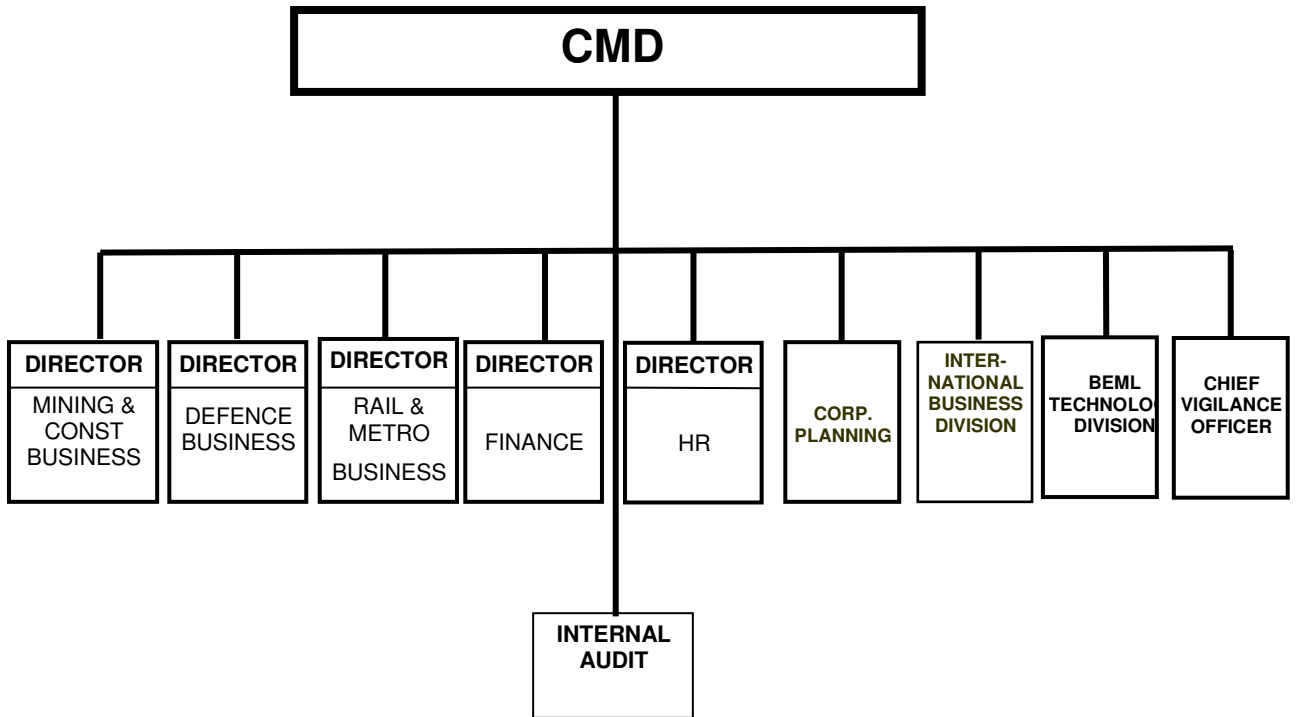 CMD
DIRECTOR
MINING &
CONST
BUSINESS
DIRECTOR
DEFENCE
BUSINESS
DIRECTOR
RAIL &
METRO
BUSINESS
DIRECTOR
FINANCE
DIRECTOR
HR
CORP.
PLANNING
INTER-
NATIONAL
BUSINESS
DIVISION
BEML
TECHNOLO
DIVISION
CHIEF
VIGILANCE
OFFICER
INTERNAL
AUDIT